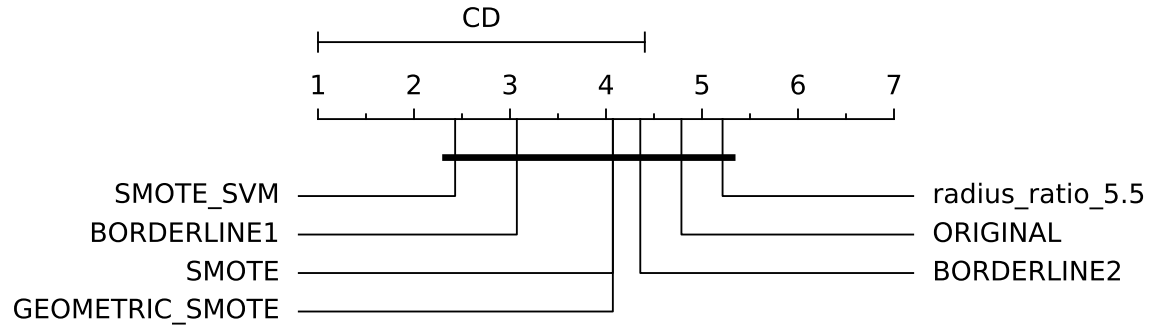 CD
1 2 3 4 5 6 7
SMOTE_SVM
radius_ratio_5.5
BORDERLINE1
ORIGINAL
SMOTE
BORDERLINE2
GEOMETRIC_SMOTE